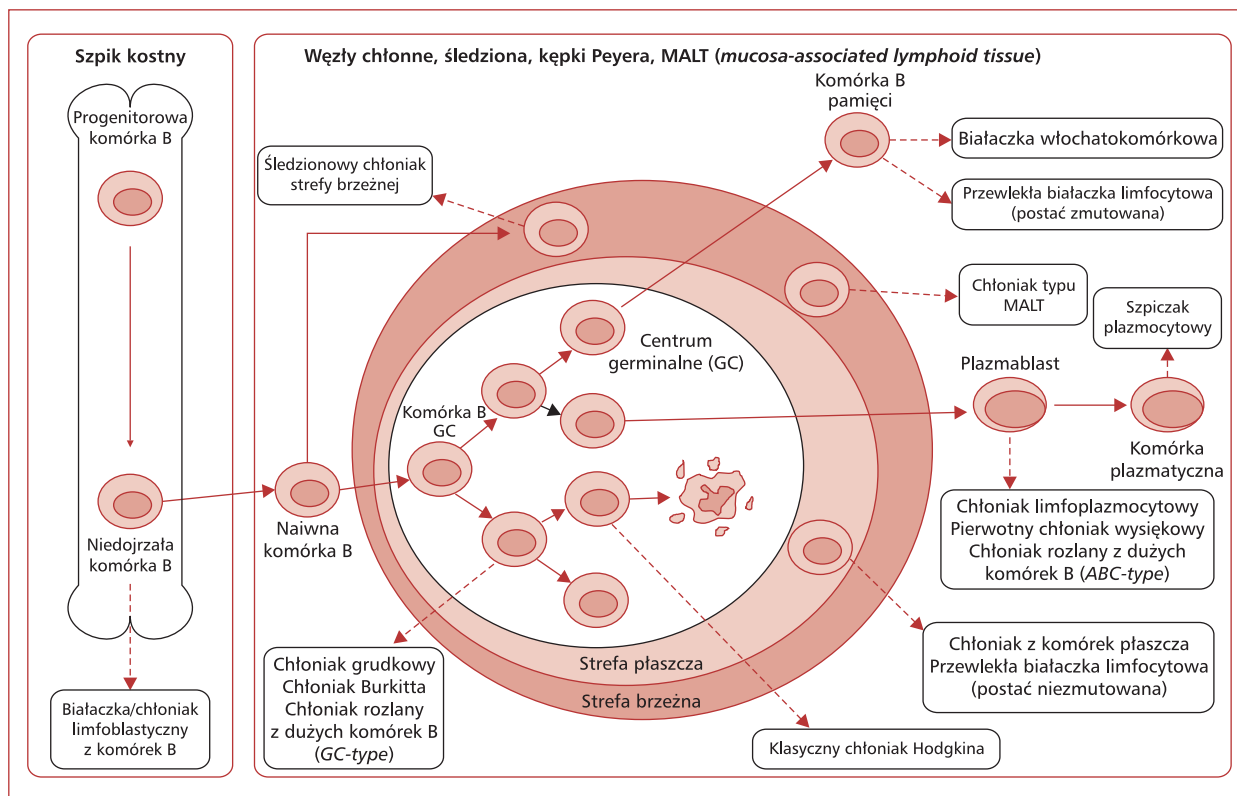 Szpik kostny
Progenitorowa
komórka B
Niedojrzała
komórka B
Białaczka/chłoniak
limfoblastyczny
z komórek B
Węzły chłonne, śledziona, kępki Peyera, MALT (mucosa-associated lymphoid tissue)
Komórka B
pamięci
Białaczka włochatokomórkowa
Przewlekła białaczka limfocytowa
(postać zmutowana)
Śledzionowy chłoniak
strefy brzeżnej
Chłoniak typu
MALT
Szpiczak
plazmocytowy
Centrum
germinalne (GC)
Plazmablast
Komórka B
GC
Komórka
plazmatyczna
Naiwna
komórka B
Chłoniak limfoplazmocytowy
Pierwotny chłoniak wysiękowy
Chłoniak rozlany z dużych
komórek B (ABC-type)
Strefa płaszcza
Strefa brzeżna
Chłoniak z komórek płaszcza
Przewlekła białaczka limfocytowa
(postać niezmutowana)
Chłoniak grudkowy
Chłoniak Burkitta
Chłoniak rozlany
z dużych komórek B
(GC-type)
Klasyczny chłoniak Hodgkina